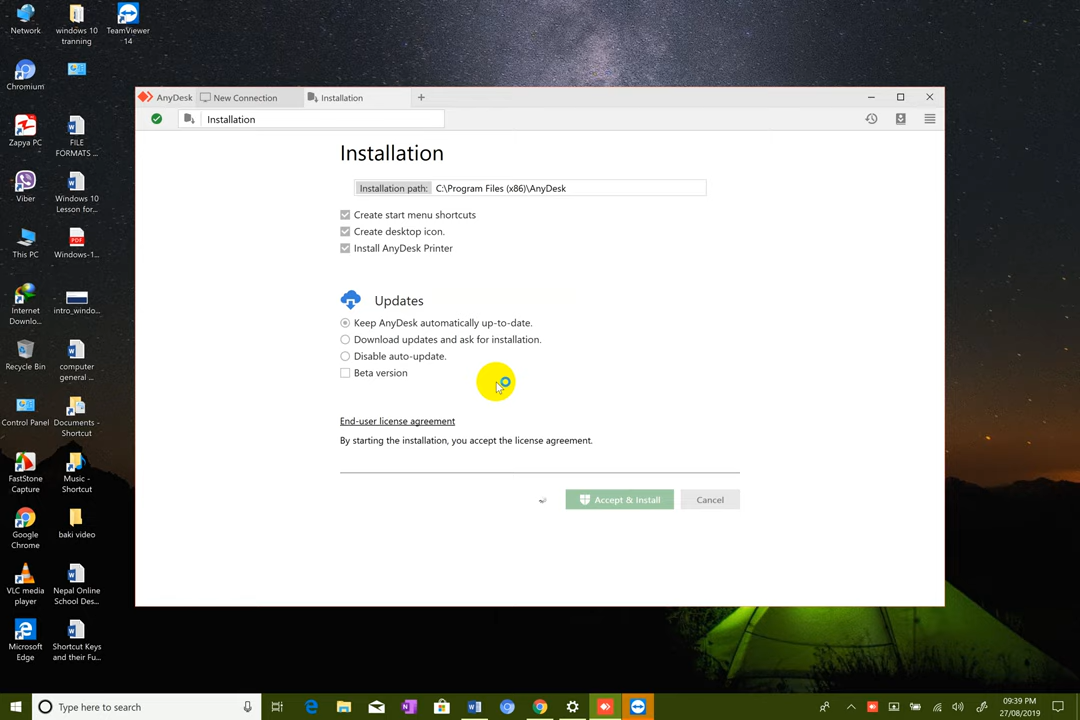 Network
windows 10
tranning
TeamViewer
14
Chromium
Zapya PC
FILE
FORMATS ...
Viber
Windows 10
Lesson for...
This PC
Windows-1...
Internet
Downlo...
intro_windo...
Recycle Bin
computer
general ...
Control Panel
Documents -
Shortcut
FastStone
Capture
Music -
Shortcut
Google
Chrome
baki video
VLC media
player
Nepal Online
School Des...
Microsoft
Edge
Shortcut Keys
and their Fu...
AnyDesk
New Connection
Installation
Installation
Installation
Installation path:
C:\Program Files (x86)\AnyDesk
Create start menu shortcuts
Create desktop icon.
Install AnyDesk Printer
Updates
Keep AnyDesk automatically up-to-date.
Download updates and ask for installation.
Disable auto-update.
Beta version
End-user license agreement
By starting the installation, you accept the license agreement.
Accept & Install
Cancel
Type here to search
09:39 PM
27/08/2019